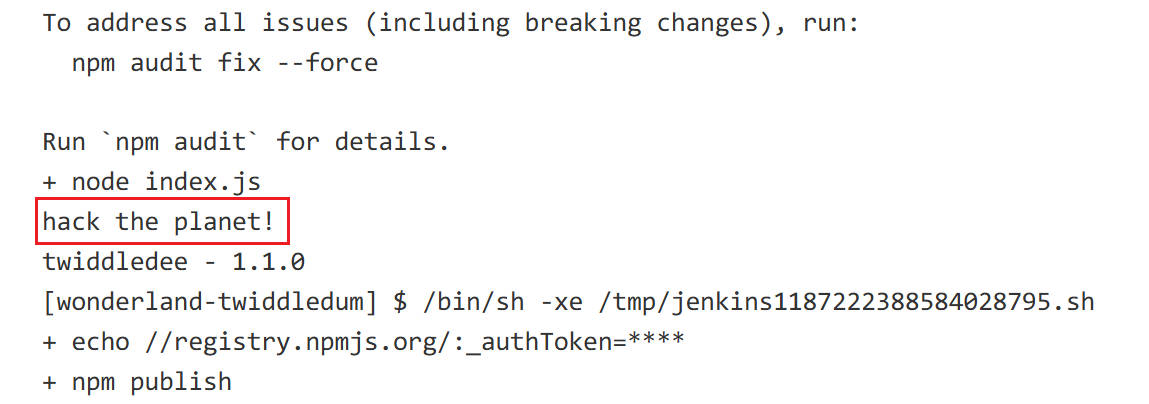 To address all issues (including breaking changes), run:
  npm audit fix --force

Run `npm audit` for details.
+ node index.js
hack the planet!
twiddledee - 1.1.0
[wonderland-twiddledum] $ /bin/sh -xe /tmp/jenkins1187222388584028795.sh
+ echo //registry.npmjs.org/:_authToken=****
+ npm publish